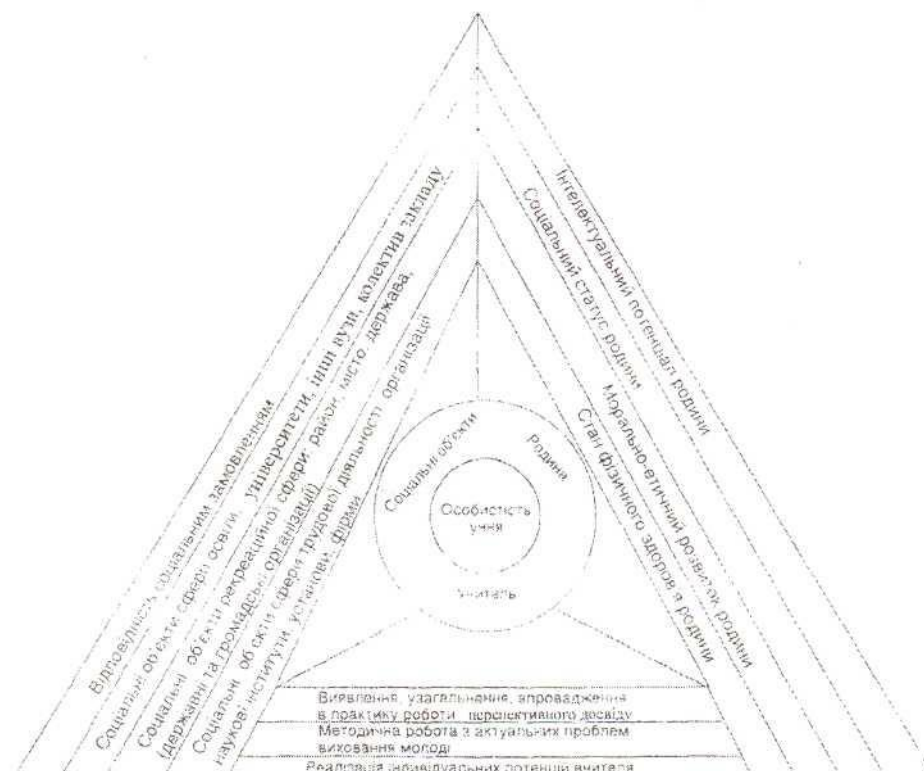 Відповідність соціальним замовленням
Соціальні об'єкти сфери освіти: університети, інші вузи, колектив закладу
Соціальні об'єкти рекреаційної сфери: район, місто, держава,
(державні та громадські організації)
Соціальні об'єкти сфери трудової діяльності: організації
наукові інститути, установи, фірми
Інтелектуальний потенціал родини
Соціальний статус родини
Морально-етичний розвиток родини
Стан фізичного здоров'я родини
Соціальні об'єкти
Родини
Особистість
учня
Учитель
Виявлення, узагальнення, впровадження
в практику роботи перспективного досвіду
Методична робота з актуальних проблем
виховання молоді
Реалізація індивідуальних потенцій вчителя